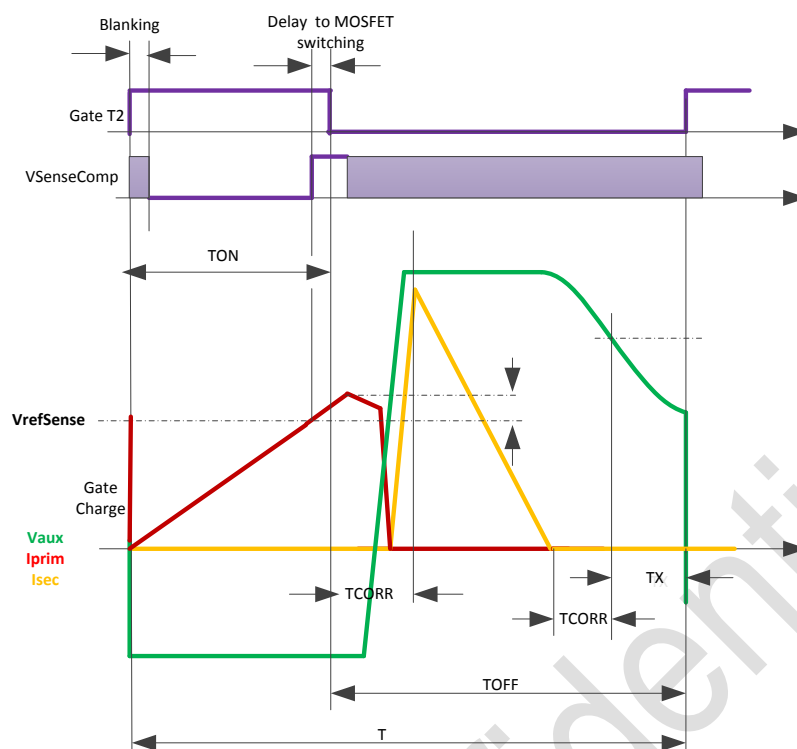 Blanking
Delay to MOSFET
switching
Gate T2
VSenseComp
TON
VrefSense
Gate
Charge
Vaux
Iprim
Isec
TCORR
TX
TCORR
TOFF
T